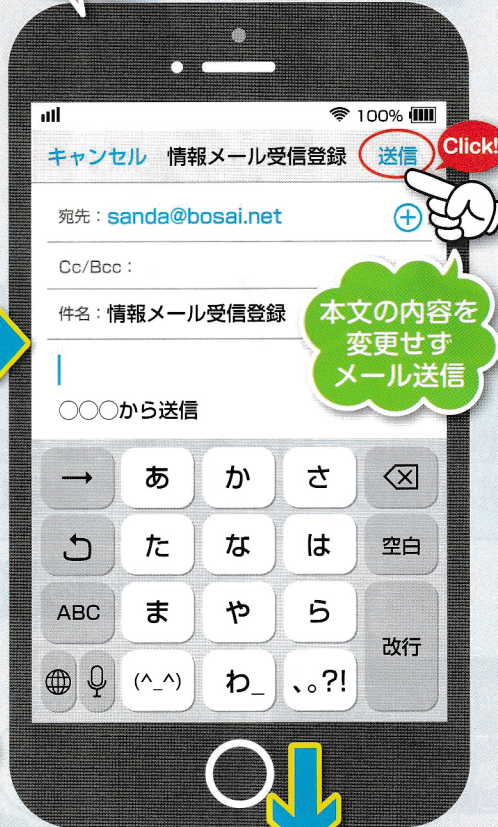 100%
キャンセル 情報メール受信登録 送信
Click!
宛先：sanda@bosai.net
Cc/Bcc：
件名：情報メール受信登録
本文の内容を
変更せず
メール送信
○○○から送信
→ あ か さ
た な は 空白
ABC ま や ら
改行
(^_^) わ_ 、。?!